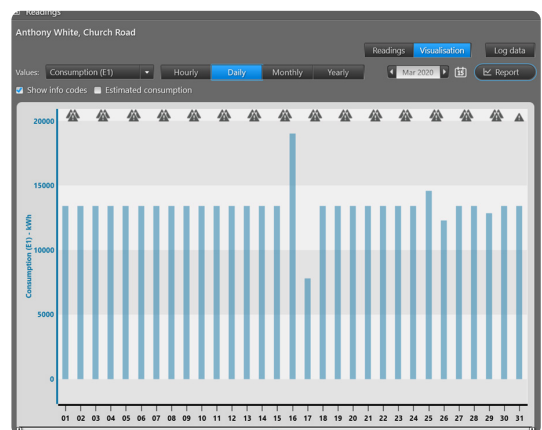 Readings
Anthony White, Church Road
Readings Visualisation Log data
Values: Consumption (E1) Hourly Daily Monthly Yearly Mar 2020 Report
Show info codes Estimated consumption
20000
15000
10000
5000
0
Consumption (E1) - kWh
01 02 03 04 05 06 07 08 09 10 11 12 13 14 15 16 17 18 19 20 21 22 23 24 25 26 27 28 29 30 31